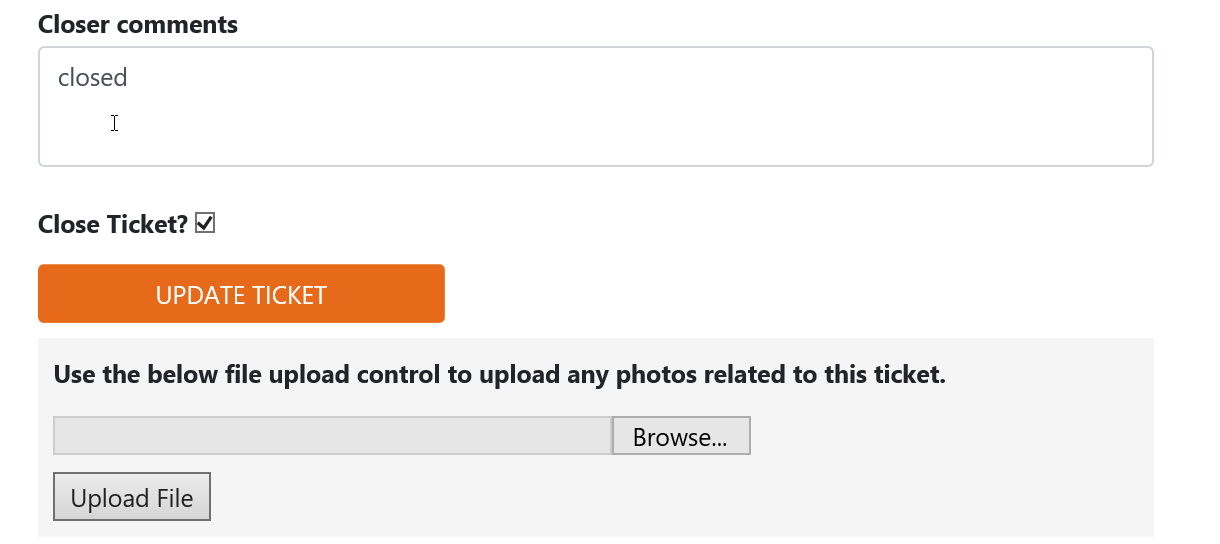 Closer comments
closed
Close Ticket?
UPDATE TICKET
Use the below file upload control to upload any photos related to this ticket.
Browse...
Upload File